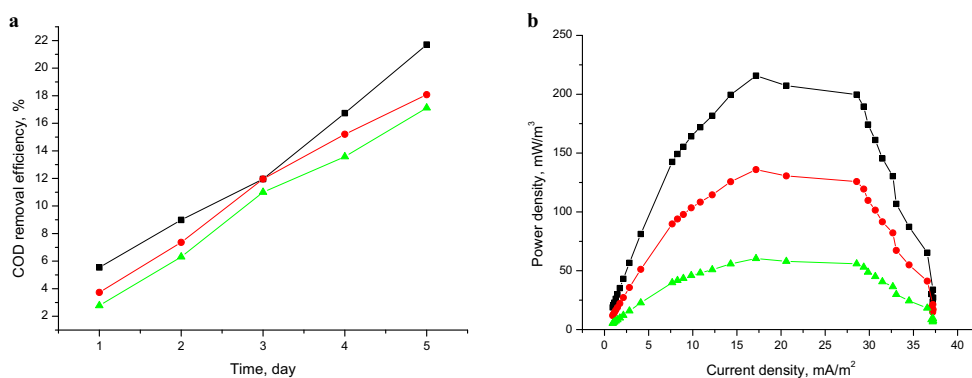 a
COD removal efficiency, %
22
20
18
16
14
12
10
8
6
4
2
1 2 3 4 5
Time, day
b
Power density, mW/m³
250
200
150
100
50
0
0 5 10 15 20 25 30 35 40
Current density, mA/m²